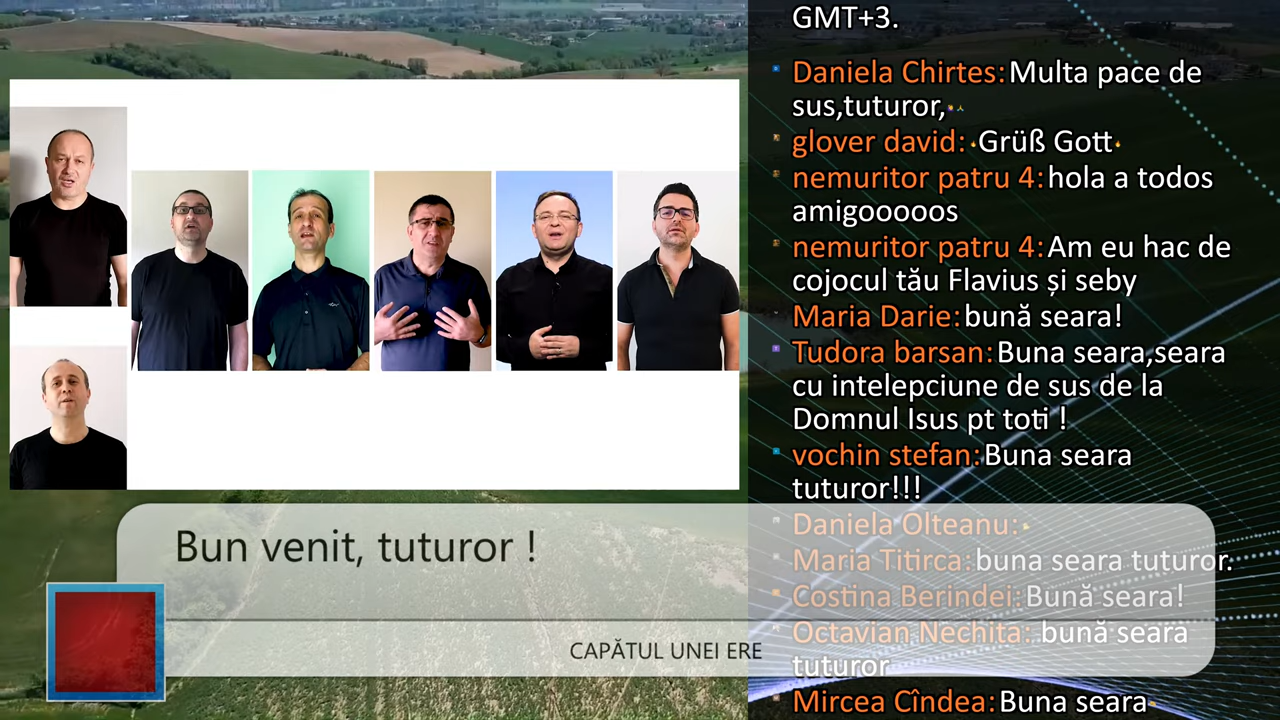 GMT+3.
Daniela Chirtes: Multa pace de
sus,tuturor,
glover david: Grüß Gott
nemuritor patru 4: hola a todos
amigooooos
nemuritor patru 4: Am eu hac de
cojocul tău Flavius și seby
Maria Darie: bună seara!
Tudora barsan: Buna seara,seara
cu intelepciune de sus de la
Domnul Isus pt toti !
vochin stefan: Buna seara
tuturor!!!
Daniela Olteanu:
Maria Titirca: buna seara tuturor.
Costina Berindei: Bună seara!
Octavian Nechita: bună seara
tuturor
Mircea Cîndea: Buna seara
Bun venit, tuturor !
CAPĂTUL UNEI ERE